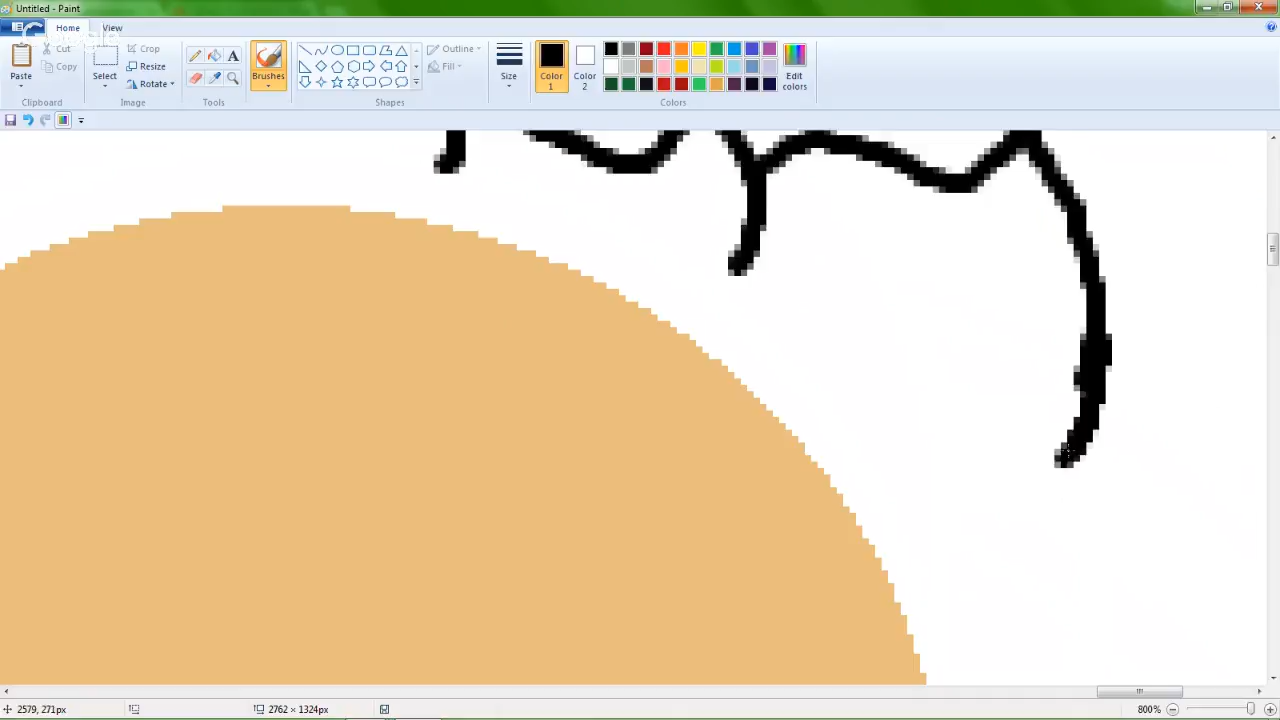 Untitled - Paint
Home View
Paste
Cut
Copy
Select
Crop
Resize
Rotate
Brushes
Outline
Fill
Size
Color 1
Color 2
Edit colors
Clipboard Image Tools Shapes Colors
2579, 271px 2762 × 1324px 800%